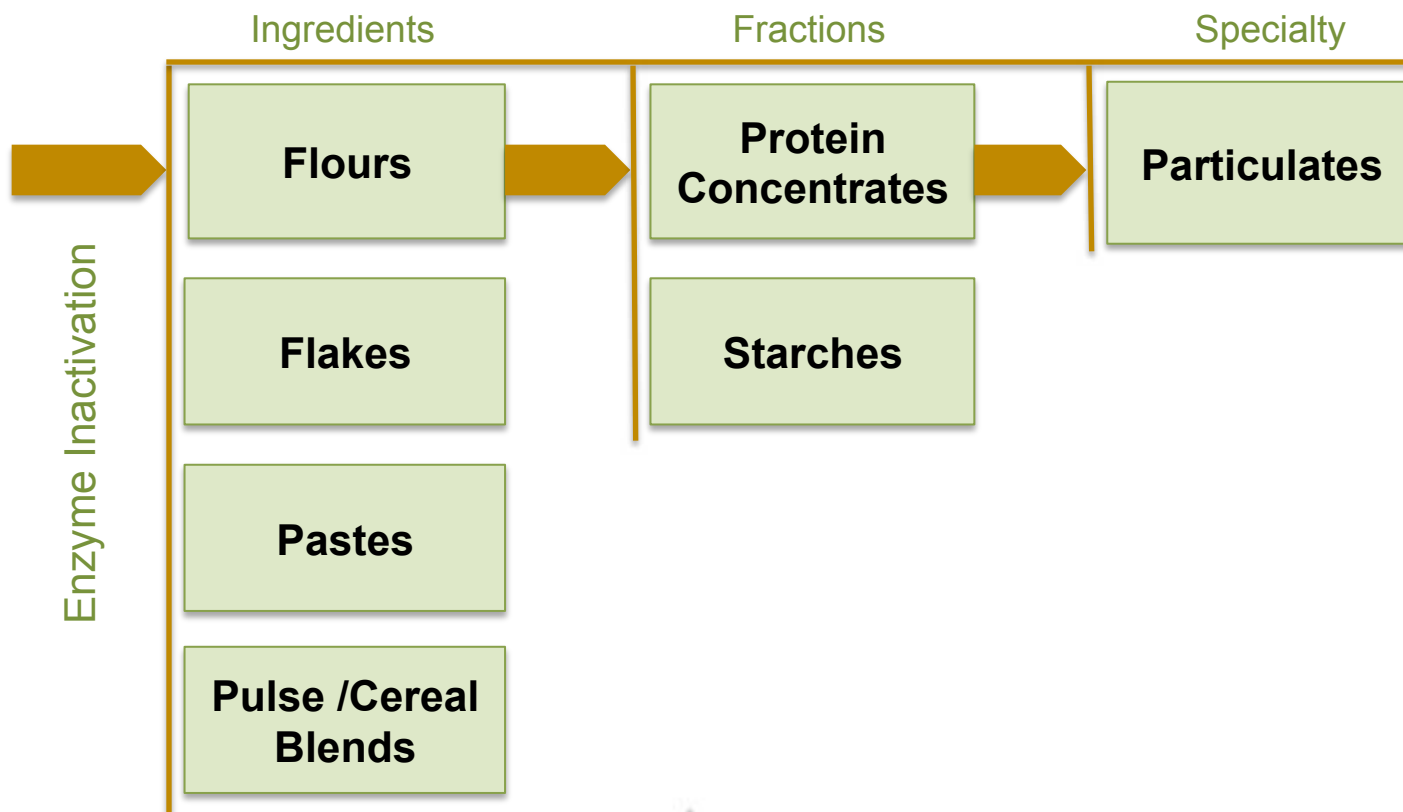 Ingredients
Fractions
Specialty
Enzyme Inactivation
Flours
Protein
Concentrates
Particulates
Flakes
Starches
Pastes
Pulse /Cereal
Blends